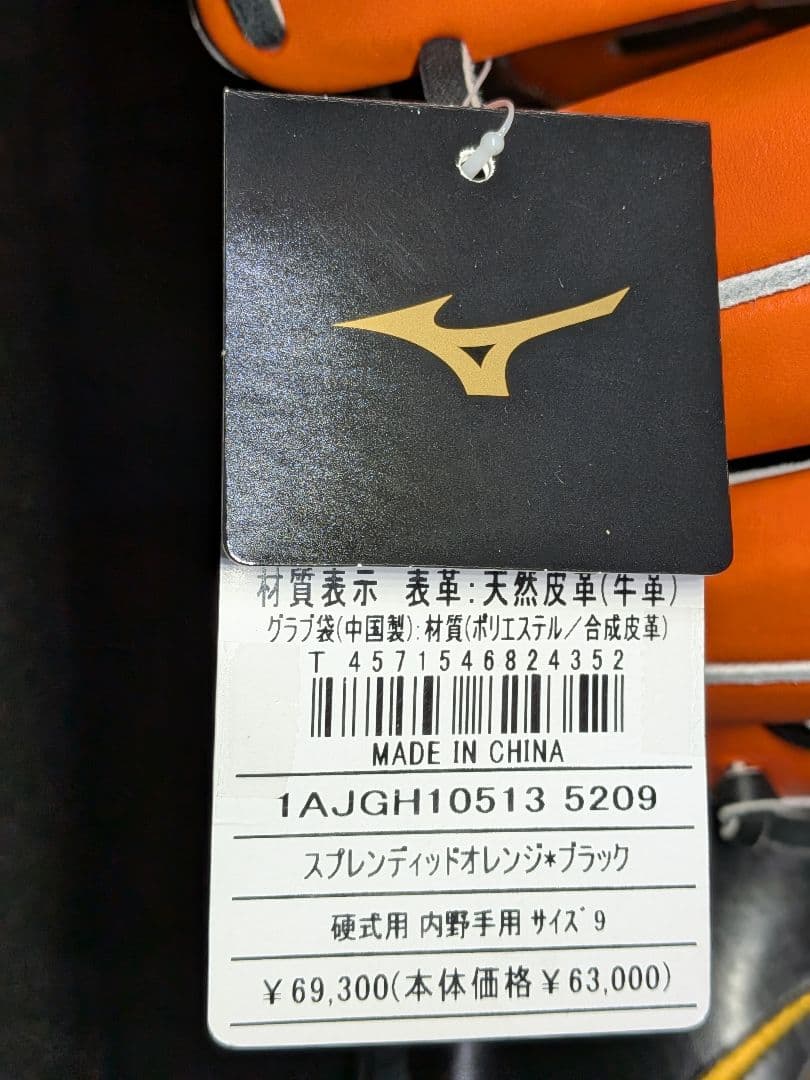 材質表示 表革:天然皮革(牛革)
グラブ袋(中国製):材質(ポリエステル/合成皮革)
T 4571546824352
MADE IN CHINA
1AJGH10513 5209
スプレンディッドオレンジ*ブラック
硬式用 内野手用 サイズ 9
¥69,300(本体価格¥63,000)